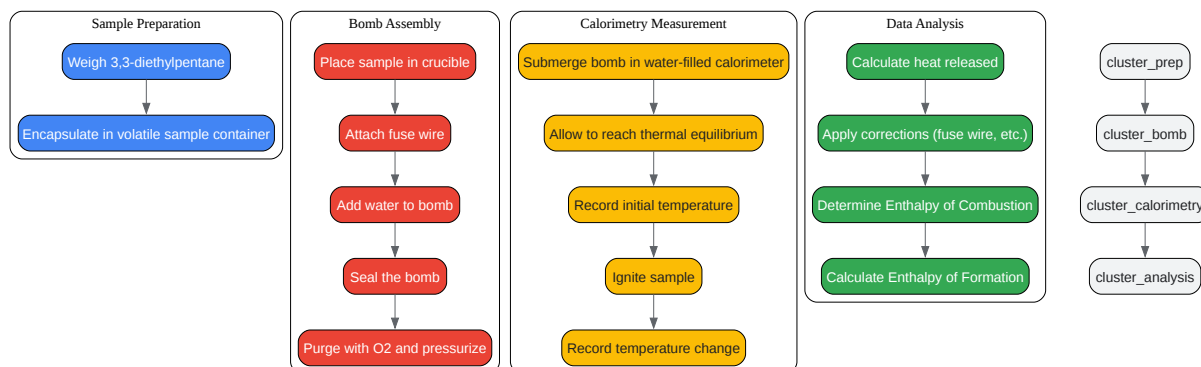 Sample Preparation
Weigh 3,3-diethylpentane
Encapsulate in volatile sample container
Bomb Assembly
Place sample in crucible
Attach fuse wire
Add water to bomb
Seal the bomb
Purge with O2 and pressurize
Calorimetry Measurement
Submerge bomb in water-filled calorimeter
Allow to reach thermal equilibrium
Record initial temperature
Ignite sample
Record temperature change
Data Analysis
Calculate heat released
Apply corrections (fuse wire, etc.)
Determine Enthalpy of Combustion
Calculate Enthalpy of Formation
cluster_prep
cluster_bomb
cluster_calorimetry
cluster_analysis